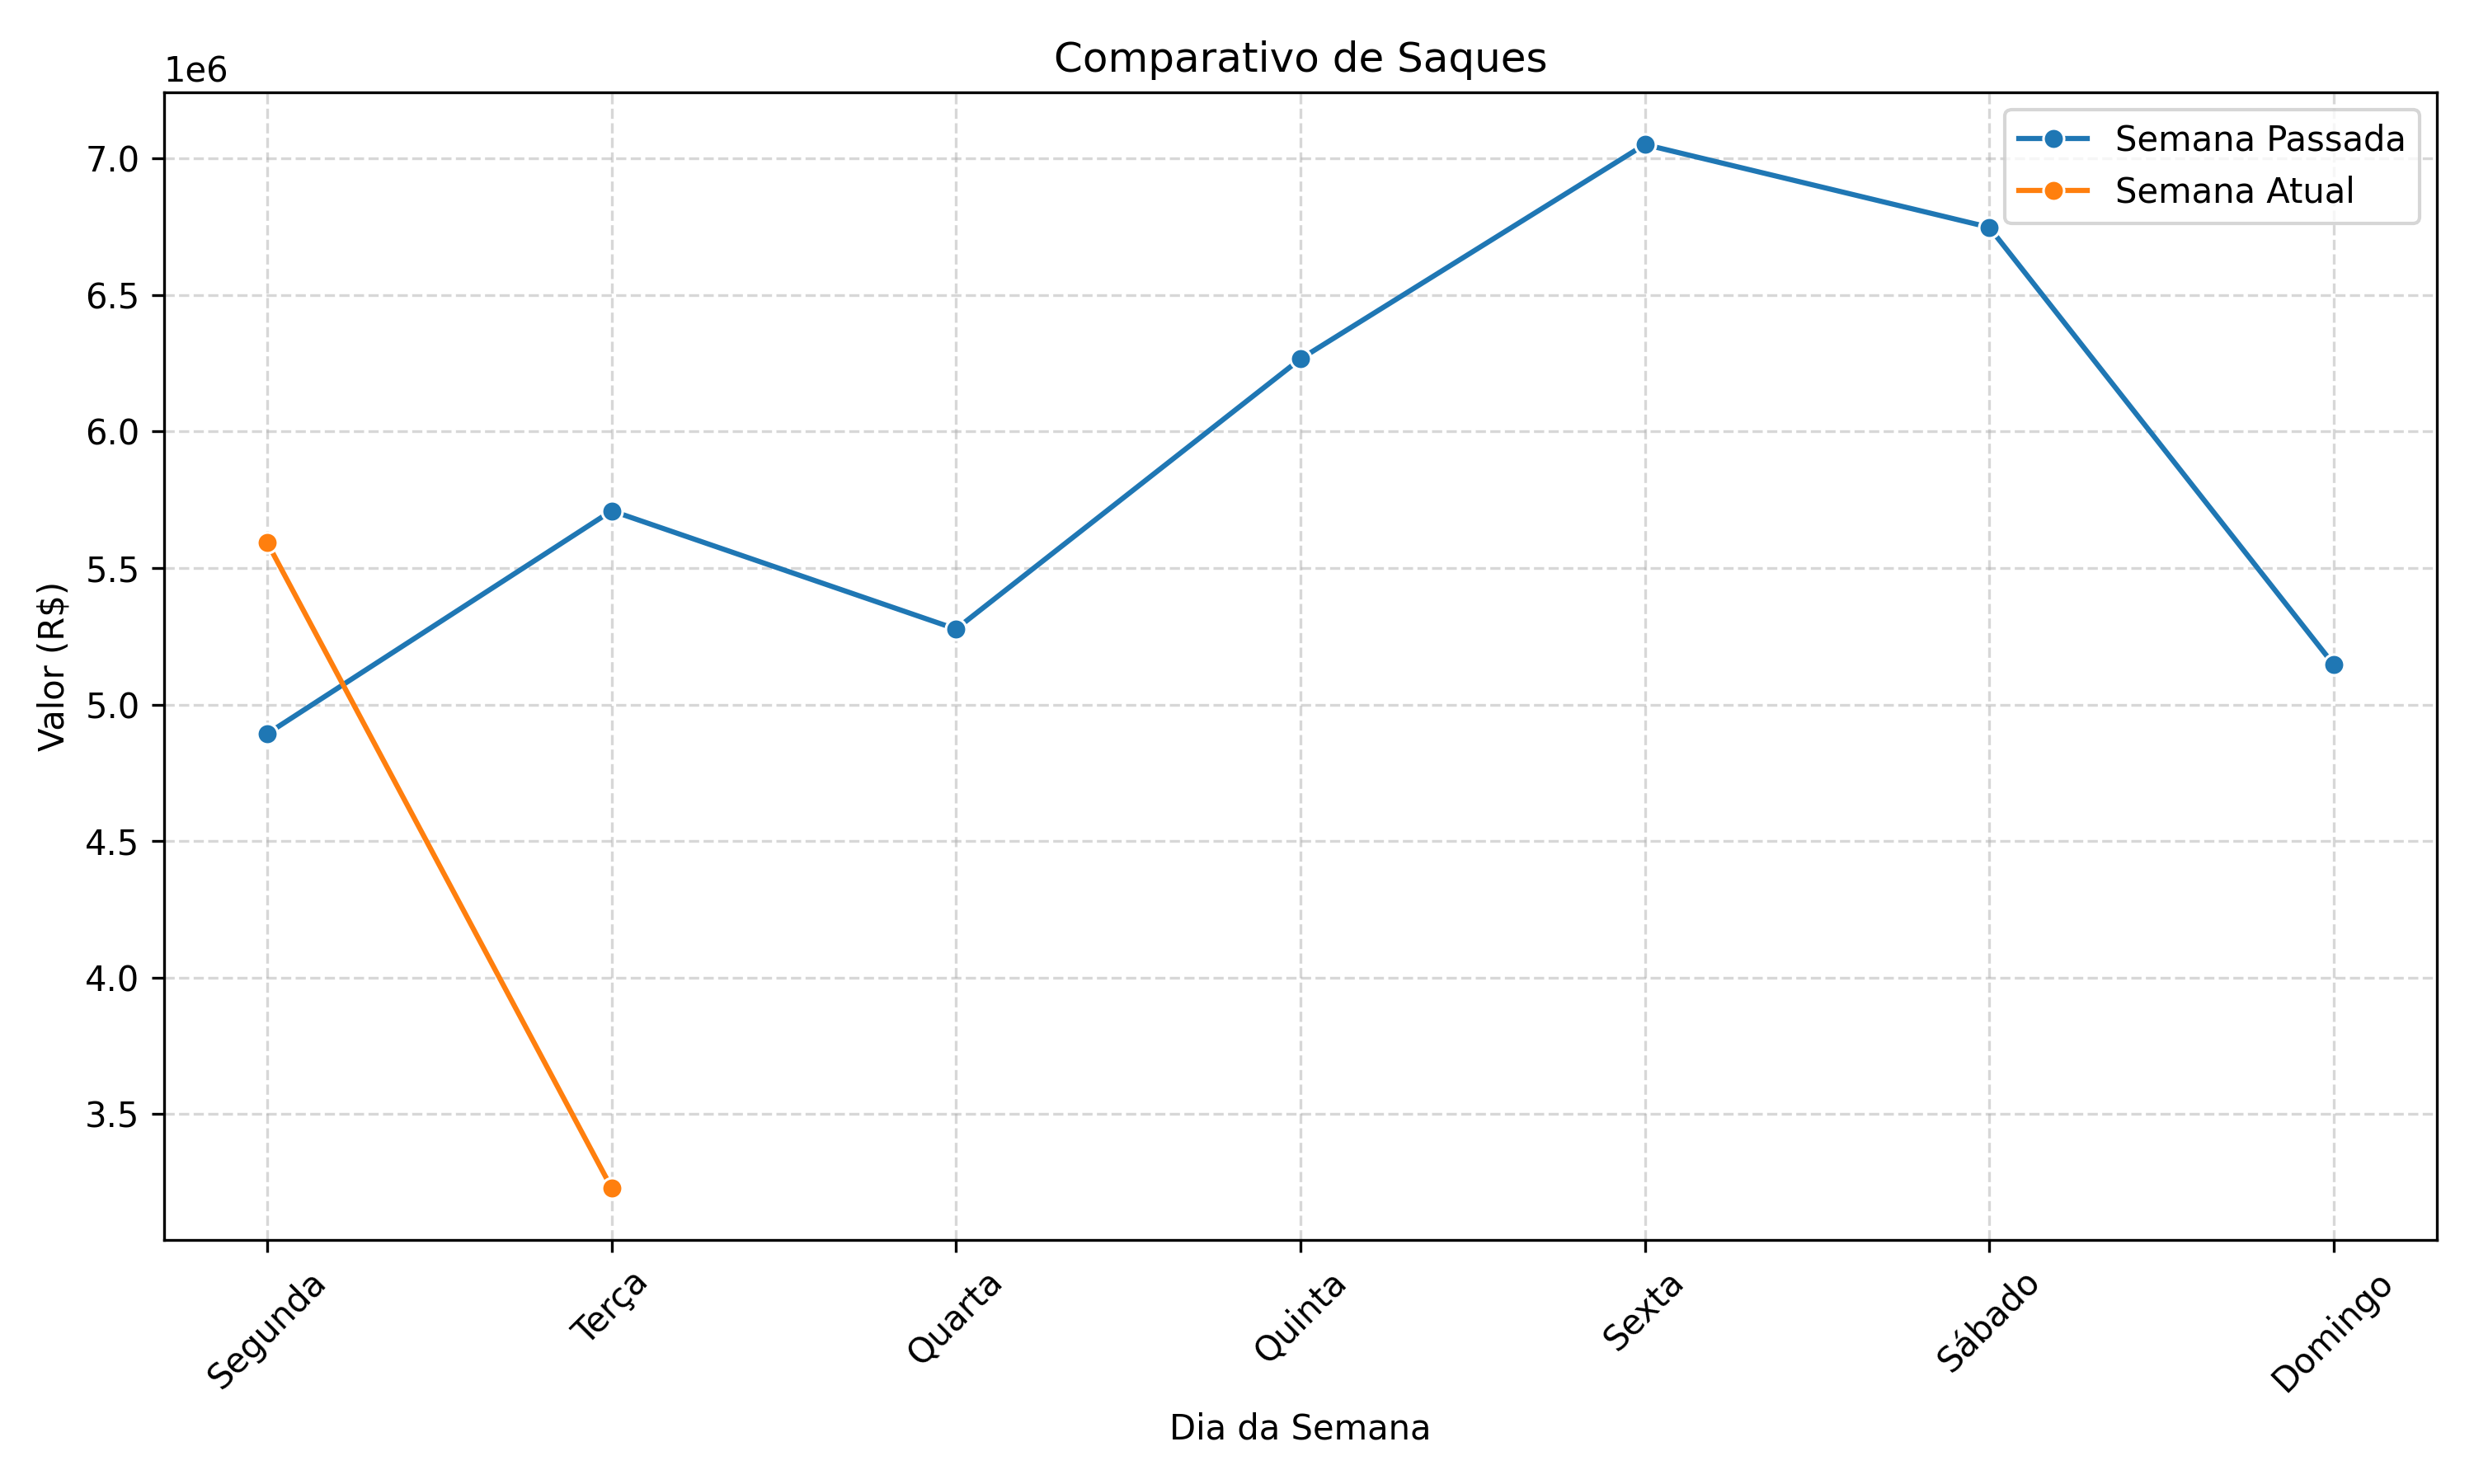 Comparativo de Saques
1e6
Semana Passada
Semana Atual
7.0
6.5
6.0
5.5
5.0
4.5
4.0
3.5
Valor (R$)
Segunda
Terça
Quarta
Quinta
Sexta
Sábado
Domingo
Dia da Semana